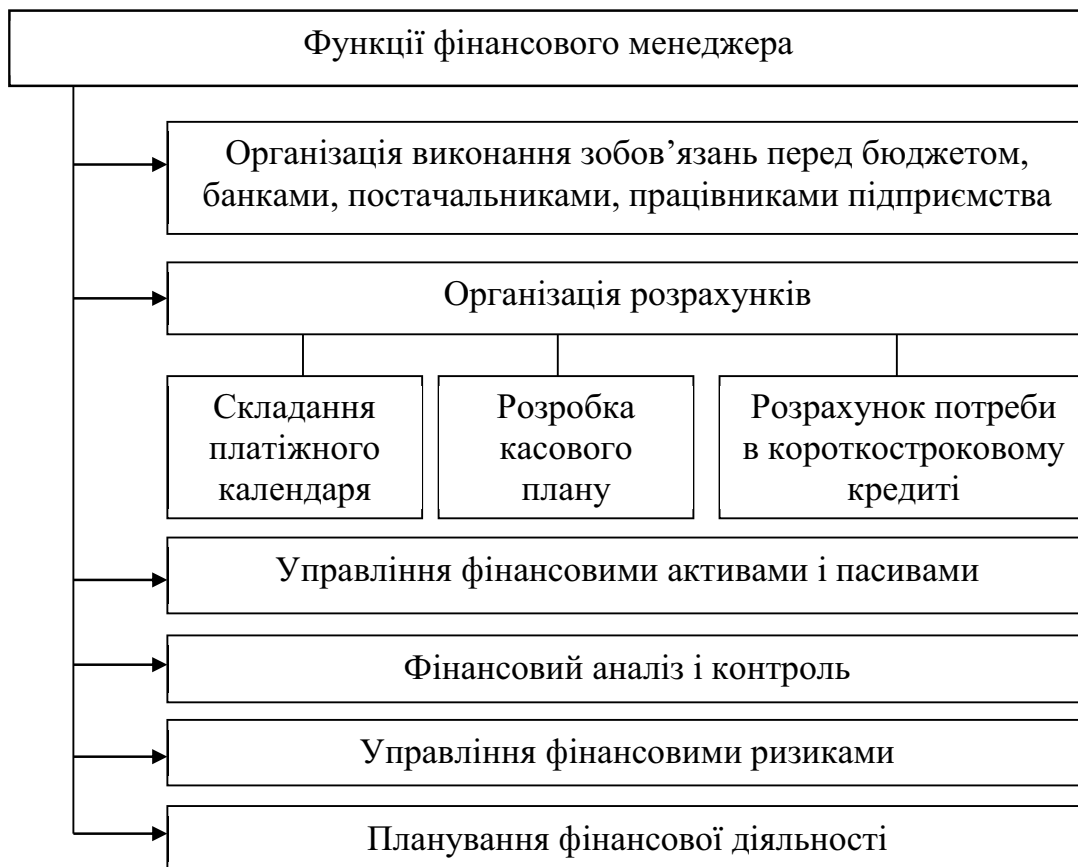 Функції фінансового менеджера
Організація виконання зобов’язань перед бюджетом,
банками, постачальниками, працівниками підприємства
Організація розрахунків
Складання
платіжного
календаря
Розробка
касового
плану
Розрахунок потреби
в короткостроковому
кредиті
Управління фінансовими активами і пасивами
Фінансовий аналіз і контроль
Управління фінансовими ризиками
Планування фінансової діяльності